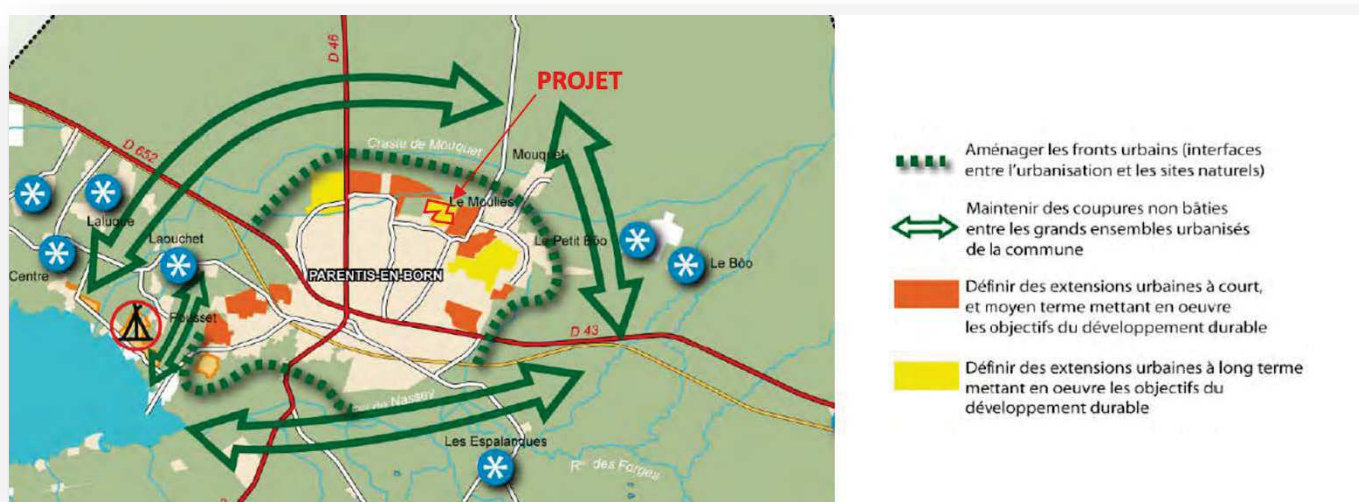 D 46
PROJET
D 652
Craste de Mouquet
Mouquet
Le Moulies
Laluque
Laouchet
Le Petit Bôo
Le Bôo
Centre
PARENTIS-EN-BORN
Pousset
D 43
de Nassey
Les Espalanques
des Forges
Aménager les fronts urbains (interfaces
entre l'urbanisation et les sites naturels)
Maintenir des coupures non bâties
entre les grands ensembles urbanisés
de la commune
Définir des extensions urbaines à court,
et moyen terme mettant en oeuvre
les objectifs du développement durable
Définir des extensions urbaines à long terme
mettant en oeuvre les objectifs du
développement durable